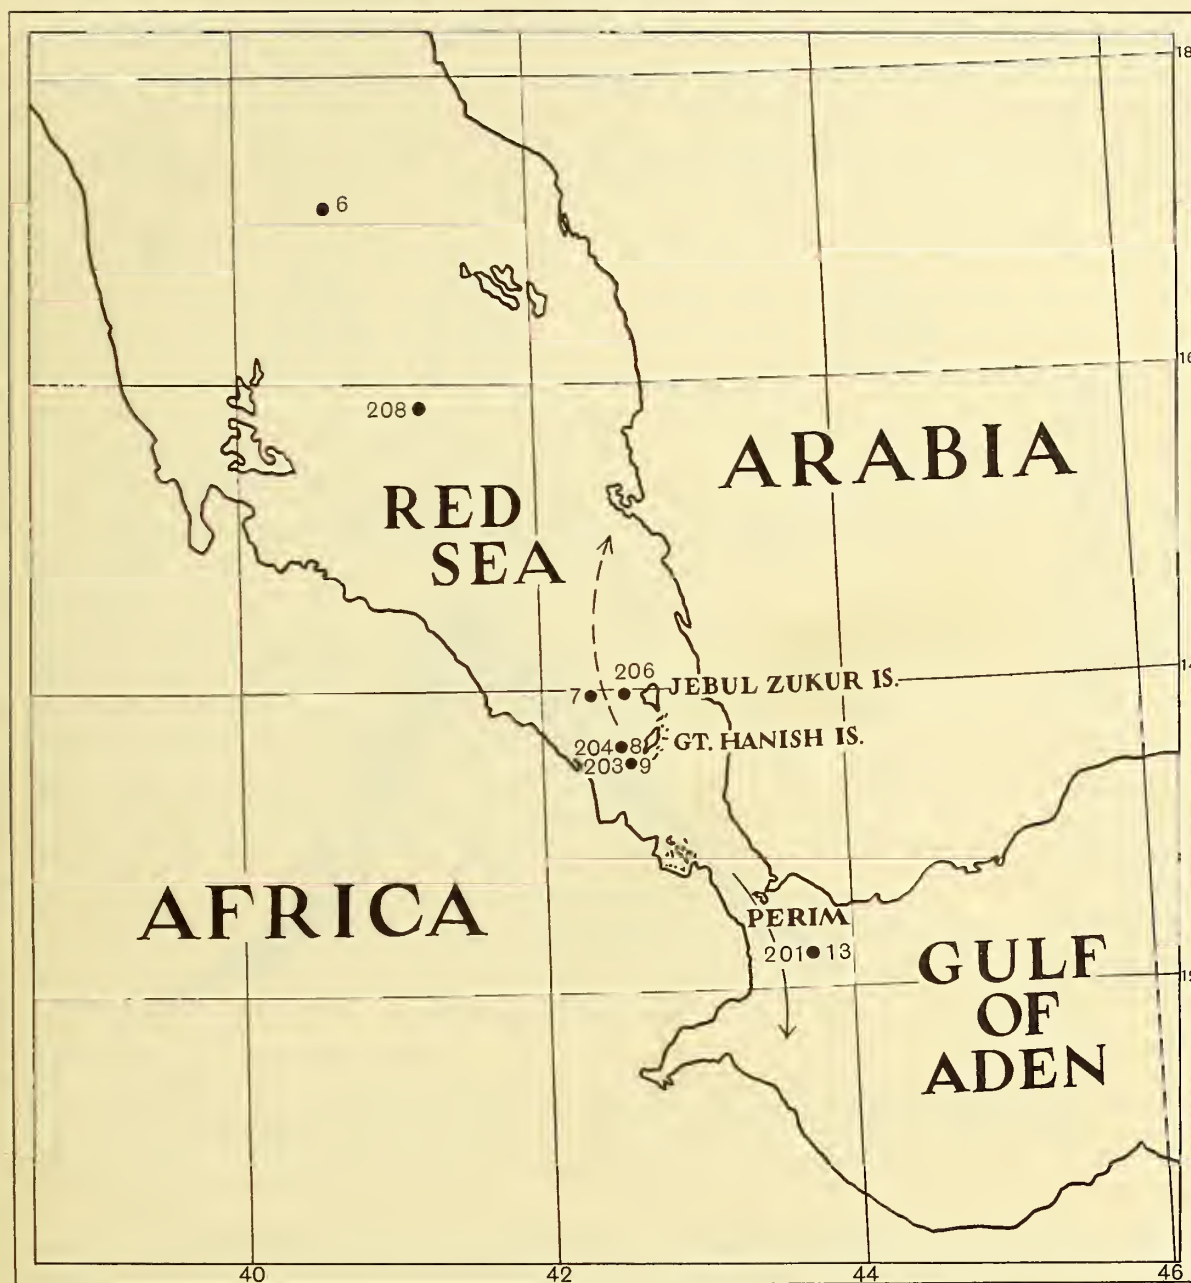 18
6
16
208
ARABIA
RED
SEA
206
7
JEBUL ZUKUR IS.
14
204 8
GT. HANISH IS.
203 9
AFRICA
PERIM
201 13
GULF
OF
ADEN
12
40
42
44
46